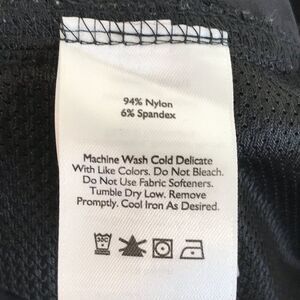 94% Nylon
6% Spandex
Machine Wash Cold Delicate
With Like Colors. Do Not Bleach.
Do Not Use Fabric Softeners.
Tumble Dry Low. Remove
Promptly. Cool Iron As Desired.